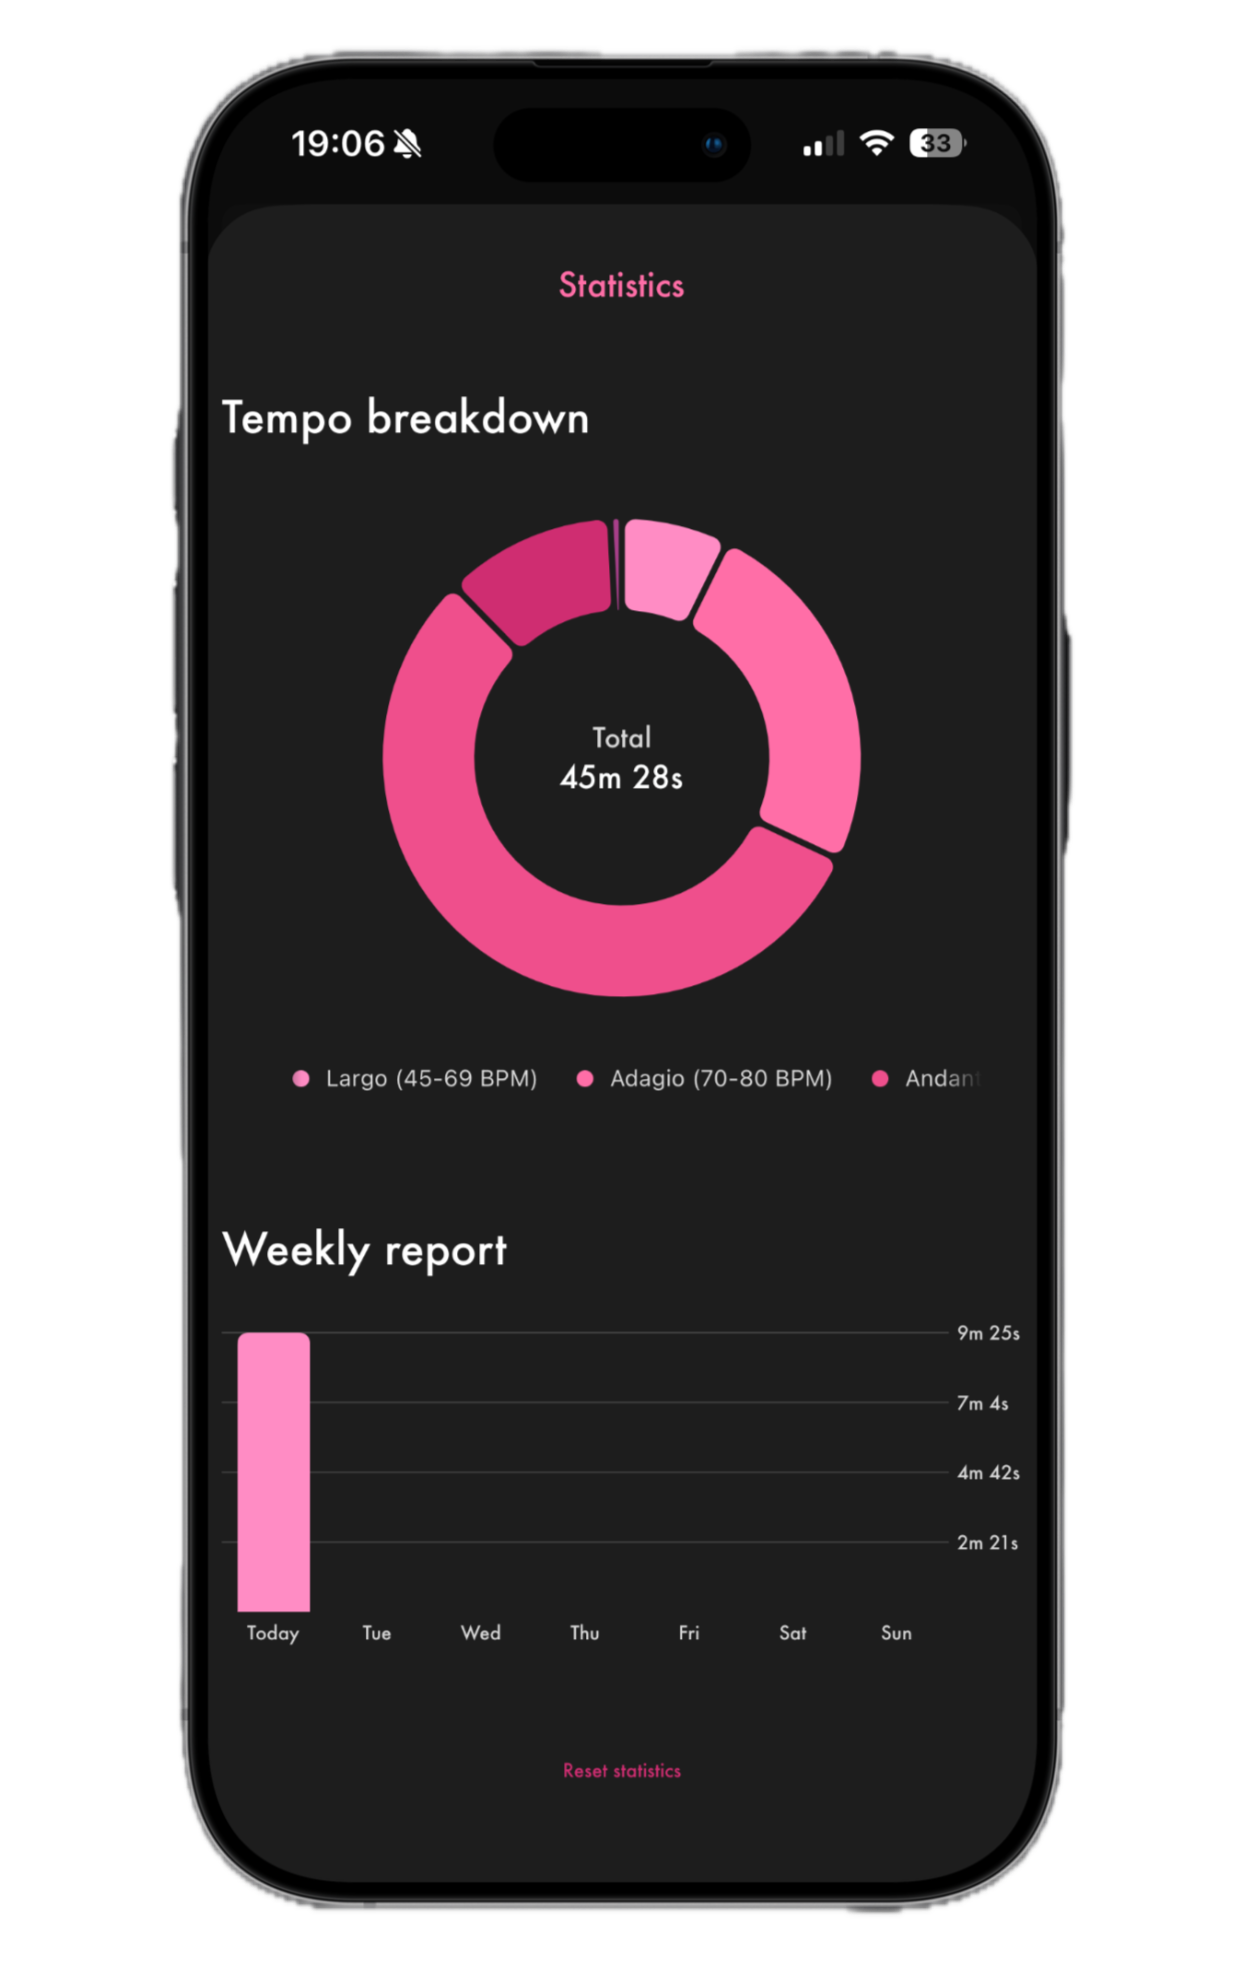 19:06
33
Statistics
Tempo breakdown
Total
45m 28s
Largo (45-69 BPM) Adagio (70-80 BPM) Andan
Weekly report
9m 25s
7m 4s
4m 42s
2m 21s
Today Tue Wed Thu Fri Sat Sun
Reset statistics